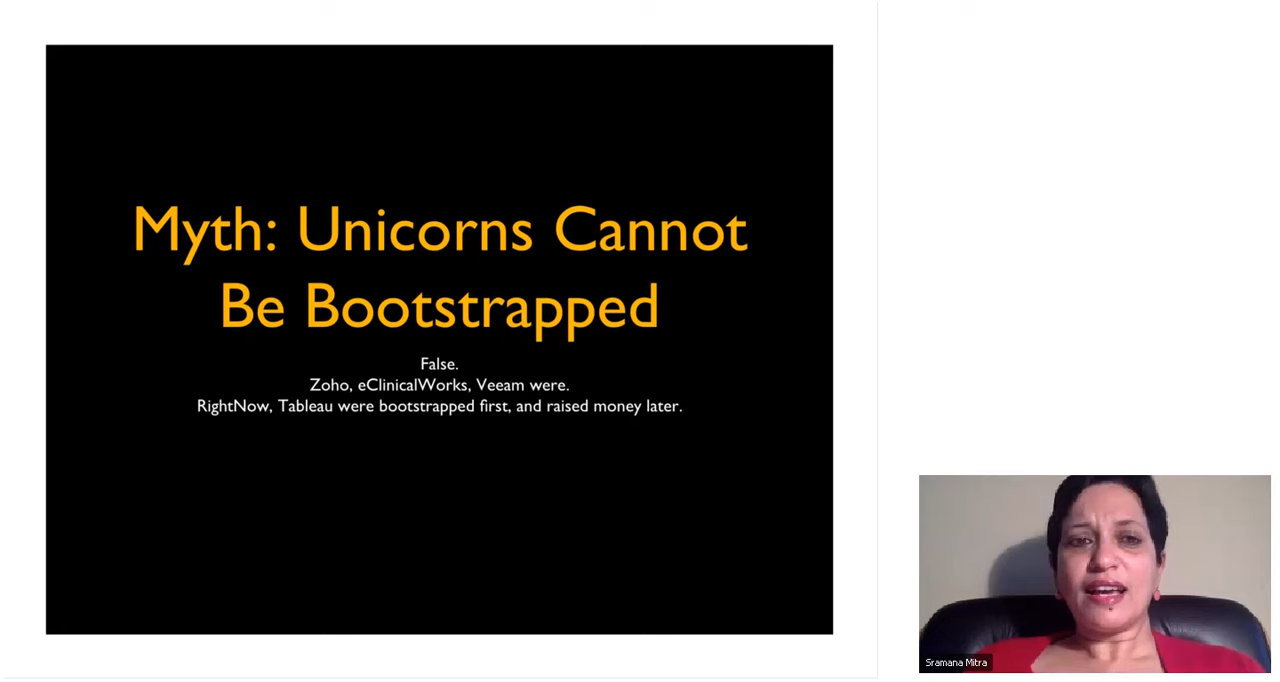 Myth: Unicorns Cannot
Be Bootstrapped
False.
Zoho, eClinicalWorks, Veeam were.
RightNow, Tableau were bootstrapped first, and raised money later.
Sramana Mitra